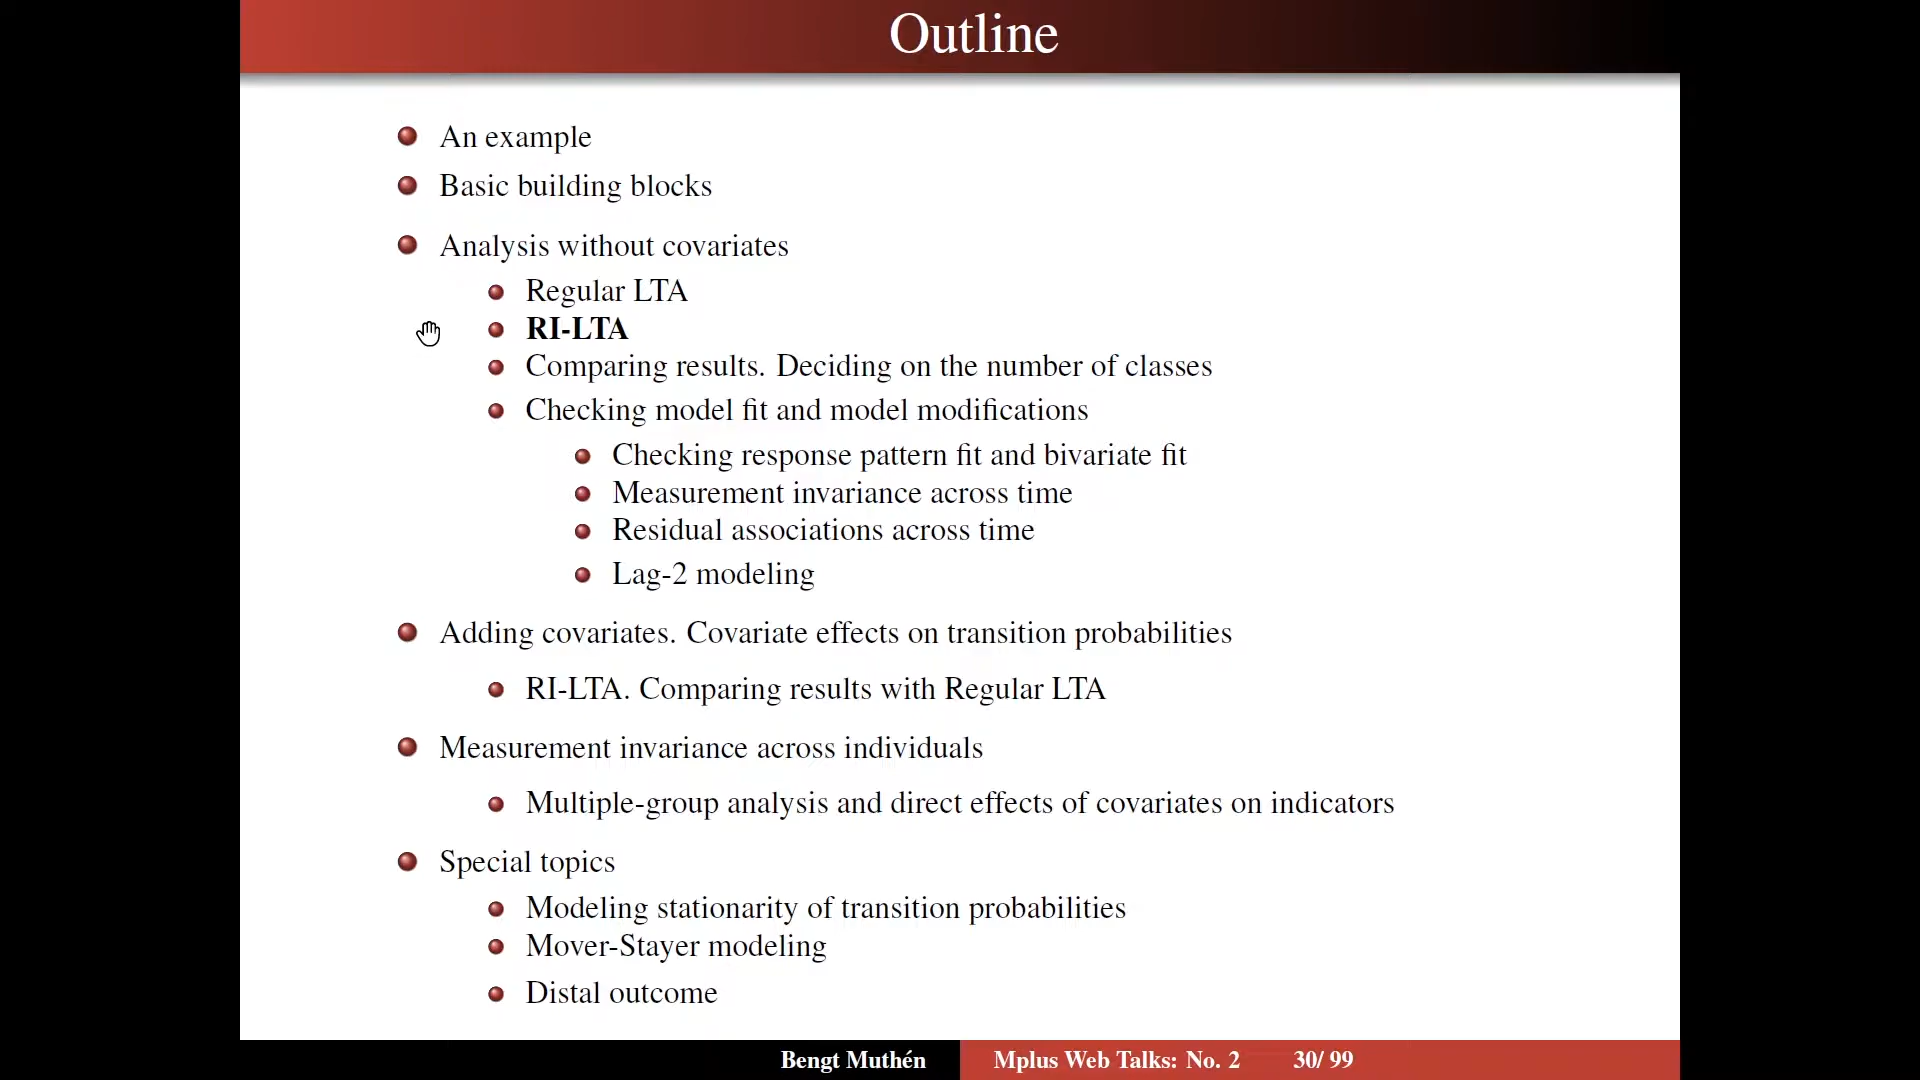 Outline
An example
Basic building blocks
Analysis without covariates
Regular LTA
RI-LTA
Comparing results. Deciding on the number of classes
Checking model fit and model modifications
Checking response pattern fit and bivariate fit
Measurement invariance across time
Residual associations across time
Lag-2 modeling
Adding covariates. Covariate effects on transition probabilities
RI-LTA. Comparing results with Regular LTA
Measurement invariance across individuals
Multiple-group analysis and direct effects of covariates on indicators
Special topics
Modeling stationarity of transition probabilities
Mover-Stayer modeling
Distal outcome
Bengt Muthén Mplus Web Talks: No. 2 30/ 99